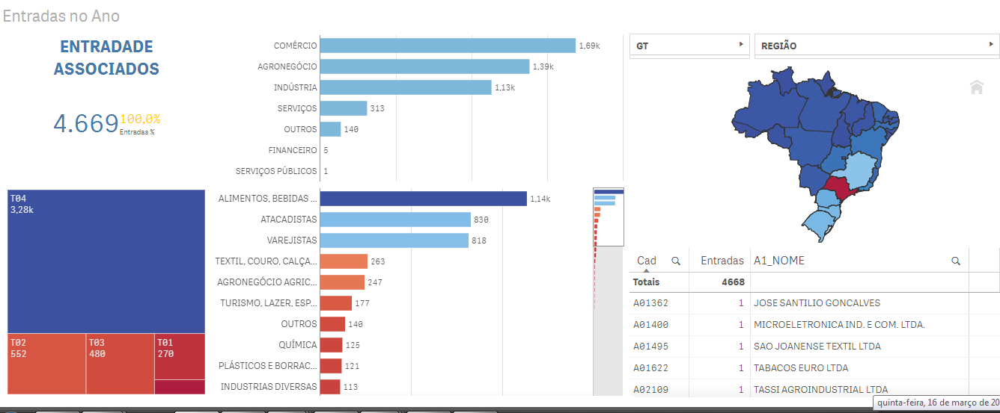 Entradas no Ano
ENTRADADE
ASSOCIADOS
4.669
100,0%
Entradas %
COMÉRCIO 1,69k
AGRONEGÓCIO 1,39k
INDÚSTRIA 1,13k
SERVIÇOS 313
OUTROS 140
FINANCEIRO 5
SERVIÇOS PÚBLICOS 1
GT
REGIÃO
T04
3,28k
T02
552
T03
480
T01
270
ALIMENTOS, BEBIDAS ... 1,14k
ATACADISTAS 830
VAREJISTAS 818
TEXTIL, COURO, CALÇA... 263
AGRONEGÓCIO AGRIC... 247
TURISMO, LAZER, ESP... 177
OUTROS 140
QUÍMICA 125
PLÁSTICOS E BORRAC... 121
INDUSTRIAS DIVERSAS 113
Cad Entradas A1_NOME
Totais 4668
A01362 1 JOSE SANTILIO GONCALVES
A01400 1 MICROELETRONICA IND. E COM. LTDA.
A01495 1 SAO JOANENSE TEXTIL LTDA
A01622 1 TABACOS EURO LTDA
A02109 1 TASSI AGROINDUSTRIAL LTDA
quinta-feira, 16 de março de 20